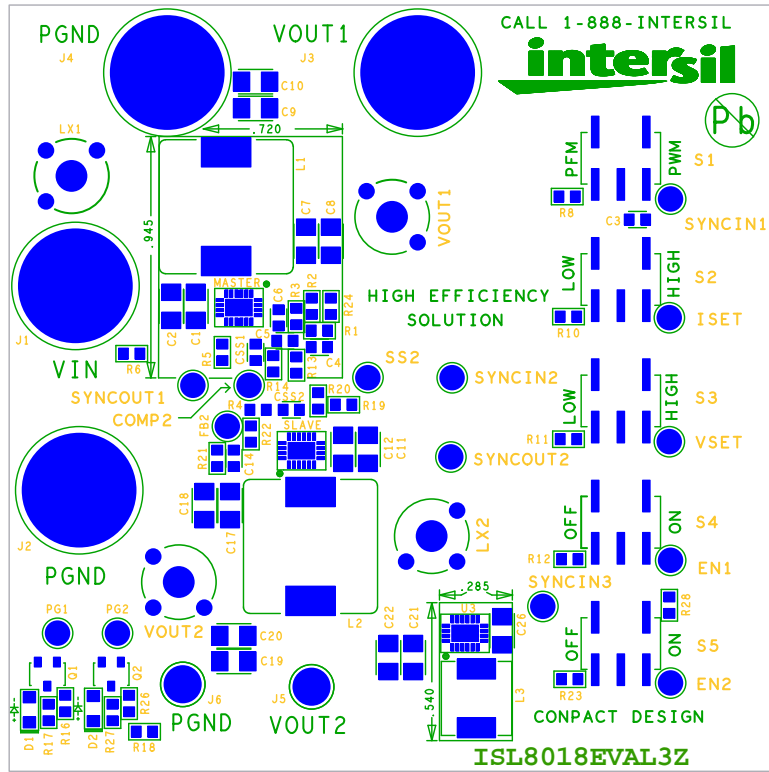 CALL 1-888-INTERSIL
intersil
PGND
J4
VOUT1
J3
C10
C9
.720
Pb
LX1
L1
.945
C7
C8
VOUT1
PFM
PWM
S1
R8
C3
SYNCIN1
MASTER
C2
C1
C6
R3
R2
R24
R1
C5
C4
HIGH EFFICIENCY
SOLUTION
LOW
HIGH
S2
R10
ISET
J1
VIN
R6
R5
CSS1
R14
R13
SS2
SYNCOUT1
COMP2
SYNCIN2
R4
CSS2
R20
R19
LOW
HIGH
S3
R11
VSET
FB2
R22
SLAVE
R21
C14
C12
C11
SYNCOUT2
J2
PGND
C18
C17
LX2
OFF
ON
S4
R12
EN1
SYNCIN3
L2
VOUT2
PG1
PG2
C20
C19
C22
C21
.285
U3
C26
R28
OFF
ON
S5
R23
EN2
Q1
Q2
D1
R17
R16
D2
R27
R26
R18
J6
PGND
J5
VOUT2
.540
L3
CONPACT DESIGN
ISL8018EVAL3Z